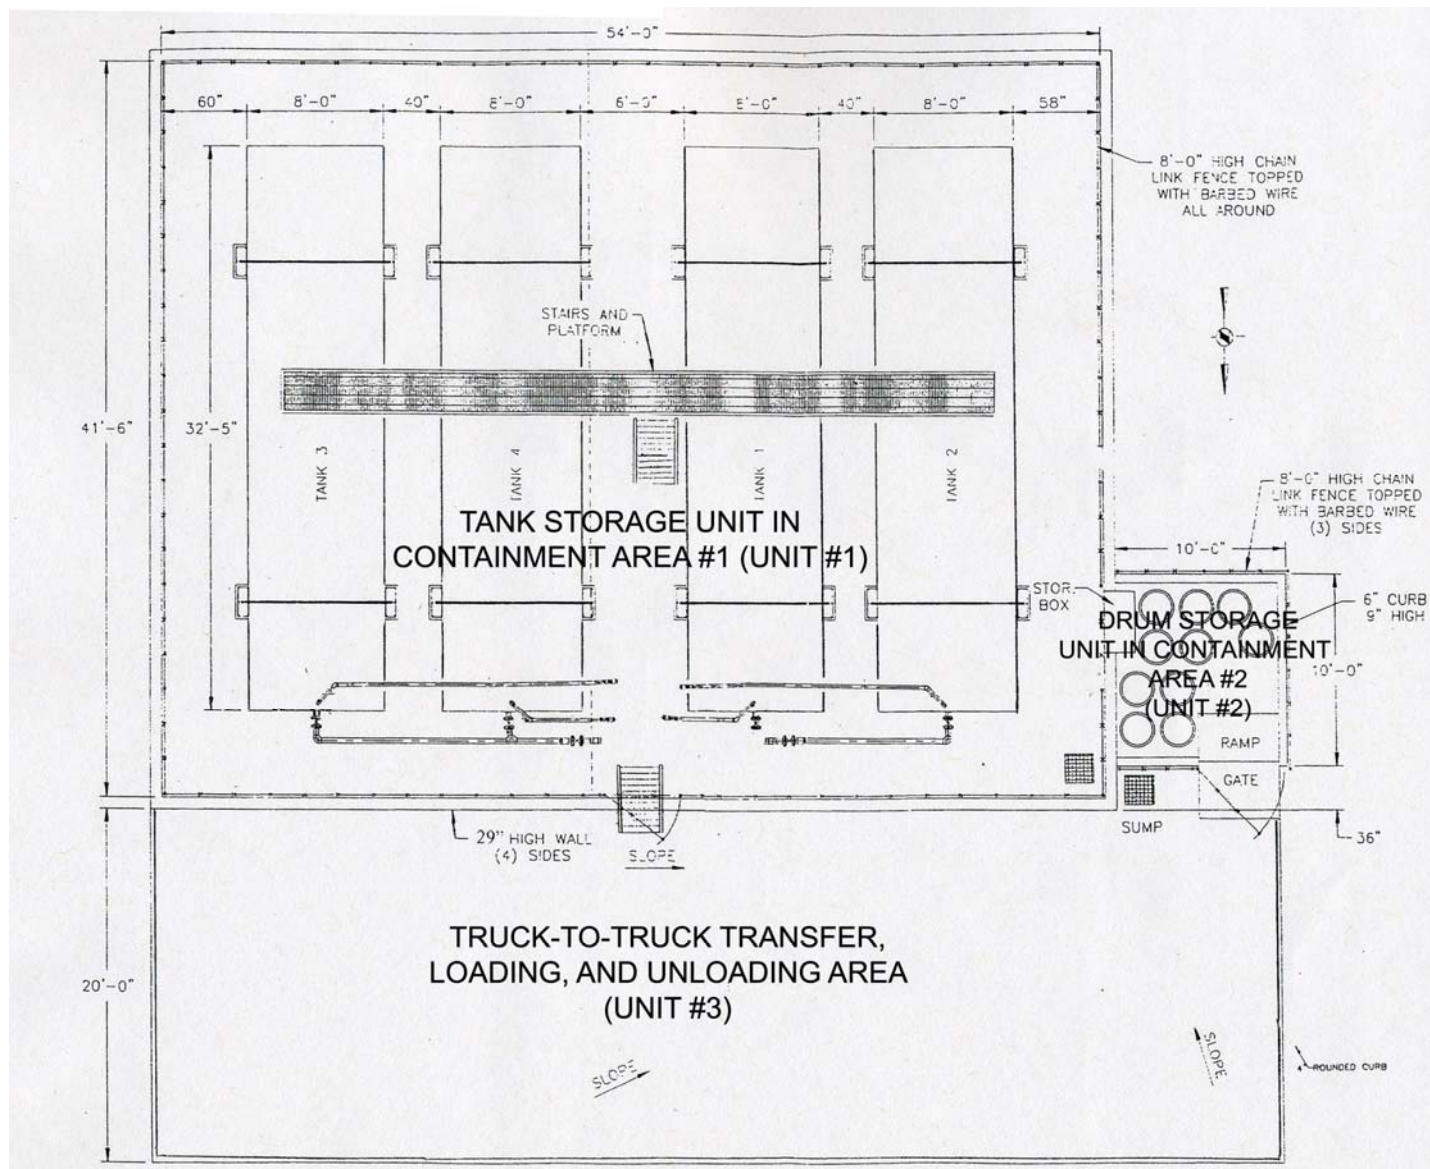 54'-0"
60" 8'-0" 40" 8'-0" 6'-0" 8'-0" 40" 8'-0" 58"
8'-0" HIGH CHAIN
LINK FENCE TOPPED
WITH BARBED WIRE
ALL AROUND
STAIRS AND
PLATFORM
41'-6"
32'-5"
TANK 3
TANK 4
TANK 1
TANK 2
8'-0" HIGH CHAIN
LINK FENCE TOPPED
WITH BARBED WIRE
(3) SIDES
TANK STORAGE UNIT IN
CONTAINMENT AREA #1 (UNIT #1)
10'-0"
STOR.
BOX
6" CURB
9" HIGH
DRUM STORAGE
UNIT IN CONTAINMENT
AREA #2
(UNIT #2)
10'-0"
RAMP
GATE
SUMP
36"
29" HIGH WALL
(4) SIDES
SLOPE
TRUCK-TO-TRUCK TRANSFER,
LOADING, AND UNLOADING AREA
(UNIT #3)
20'-0"
SLOPE
SLOPE
4" ROUNDED CURB